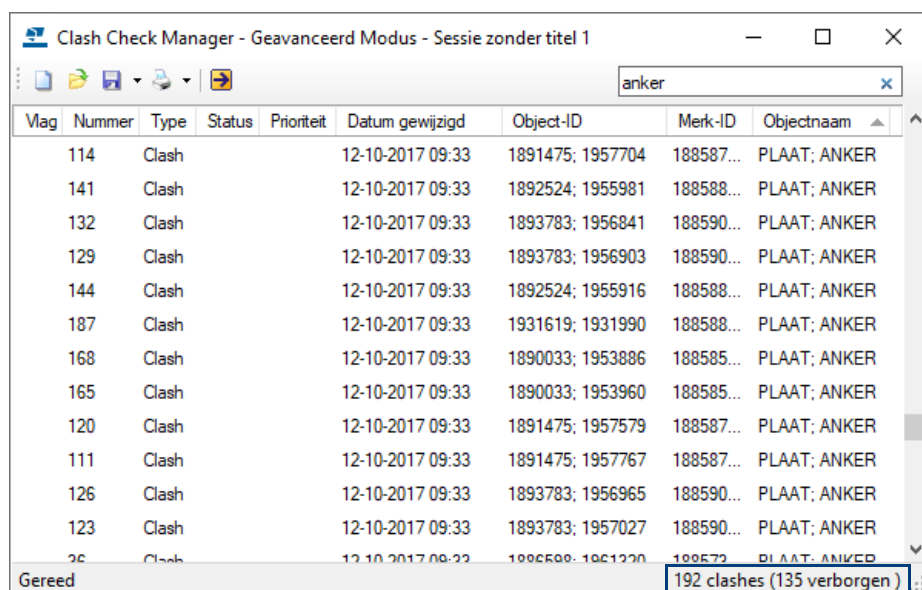 Clash Check Manager - Geavanceerd Modus - Sessie zonder titel 1
anker
Vlag Nummer Type Status Prioriteit Datum gewijzigd Object-ID Merk-ID Objectnaam
114 Clash 12-10-2017 09:33 1891475; 1957704 188587... PLAAT; ANKER
141 Clash 12-10-2017 09:33 1892524; 1955981 188588... PLAAT; ANKER
132 Clash 12-10-2017 09:33 1893783; 1956841 188590... PLAAT; ANKER
129 Clash 12-10-2017 09:33 1893783; 1956903 188590... PLAAT; ANKER
144 Clash 12-10-2017 09:33 1892524; 1955916 188588... PLAAT; ANKER
187 Clash 12-10-2017 09:33 1931619; 1931990 188588... PLAAT; ANKER
168 Clash 12-10-2017 09:33 1890033; 1953886 188585... PLAAT; ANKER
165 Clash 12-10-2017 09:33 1890033; 1953960 188585... PLAAT; ANKER
120 Clash 12-10-2017 09:33 1891475; 1957579 188587... PLAAT; ANKER
111 Clash 12-10-2017 09:33 1891475; 1957767 188587... PLAAT; ANKER
126 Clash 12-10-2017 09:33 1893783; 1956965 188590... PLAAT; ANKER
123 Clash 12-10-2017 09:33 1893783; 1957027 188590... PLAAT; ANKER
Clash 12-10-2017 09:33 PLAAT; ANKER
Gereed 192 clashes (135 verborgen )